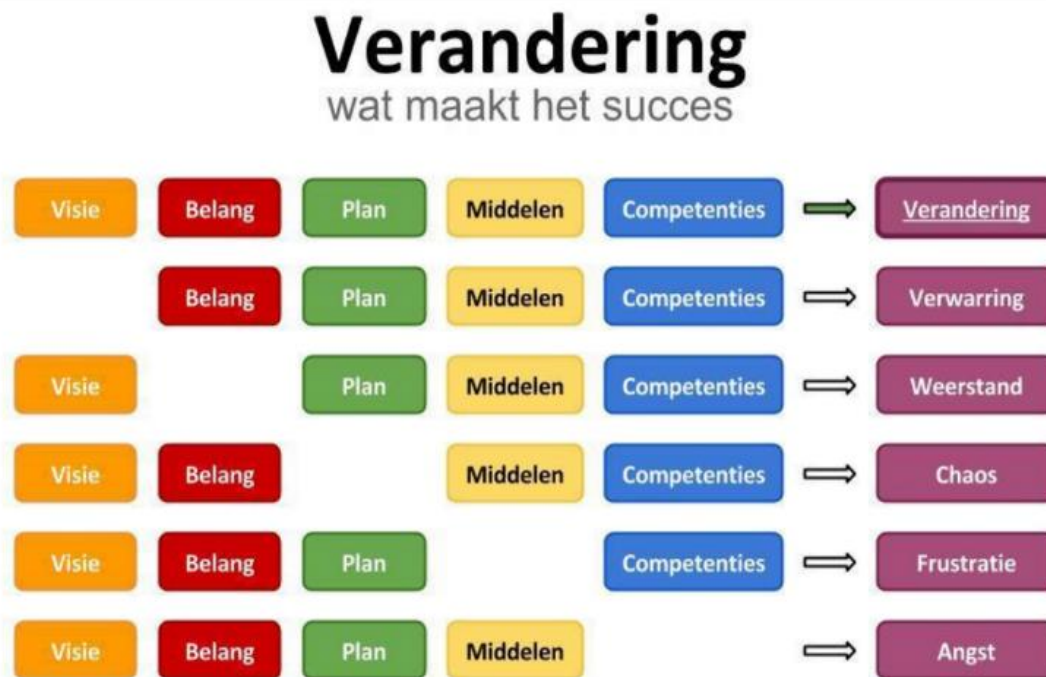 Verandering
wat maakt het succes
Visie Belang Plan Middelen Competenties Verandering
Belang Plan Middelen Competenties Verwarring
Visie Plan Middelen Competenties Weerstand
Visie Belang Middelen Competenties Chaos
Visie Belang Plan Competenties Frustratie
Visie Belang Plan Middelen Angst